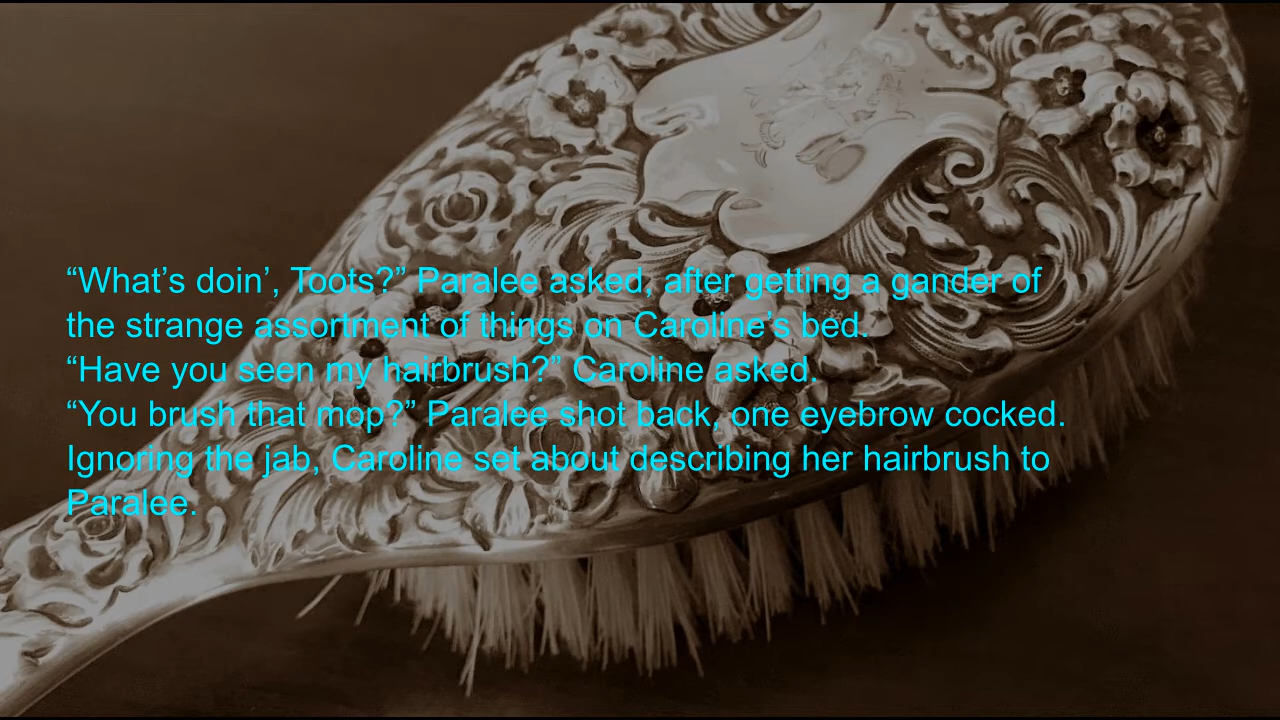 “What’s doin’, Toots?” Paralee asked, after getting a gander of
the strange assortment of things on Caroline’s bed.
“Have you seen my hairbrush?” Caroline asked.
“You brush that mop?” Paralee shot back, one eyebrow cocked.
Ignoring the jab, Caroline set about describing her hairbrush to
Paralee.